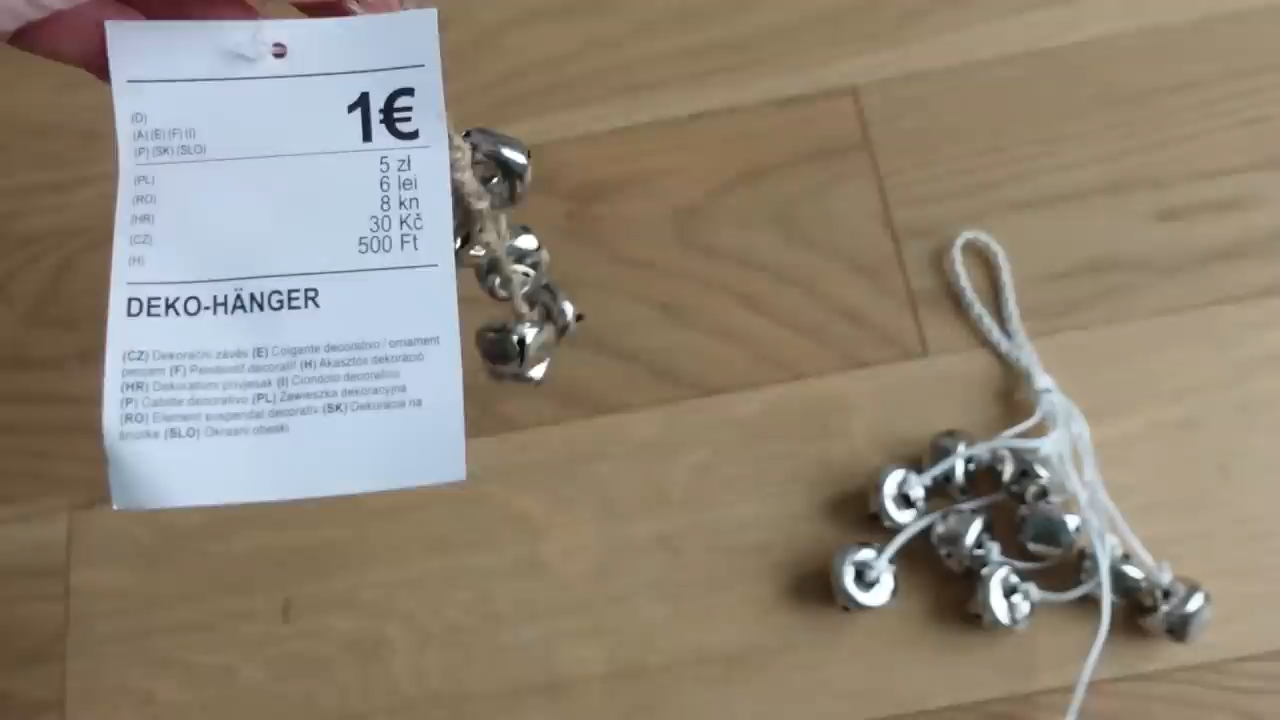 (D)
(A) (E) (F) (I)
(P) (SK) (SLO)
1€
(PL) 5 zł
(RO) 6 lei
(HR) 8 kn
(CZ) 30 Kč
(H) 500 Ft
DEKO-HÄNGER
(CZ) Dekorační závěs (E) Colgante decorativo / ornament
penjant (F) Pendentif décoratif (H) Akasztós dekoráció
(HR) Dekorativni privjesak (I) Ciondolo decorativo
(P) Cabide decorativo (PL) Zawieszka dekoracyjna
(RO) Element suspendat decorativ (SK) Dekorácia na
šnúrke (SLO) Okrasni obeski